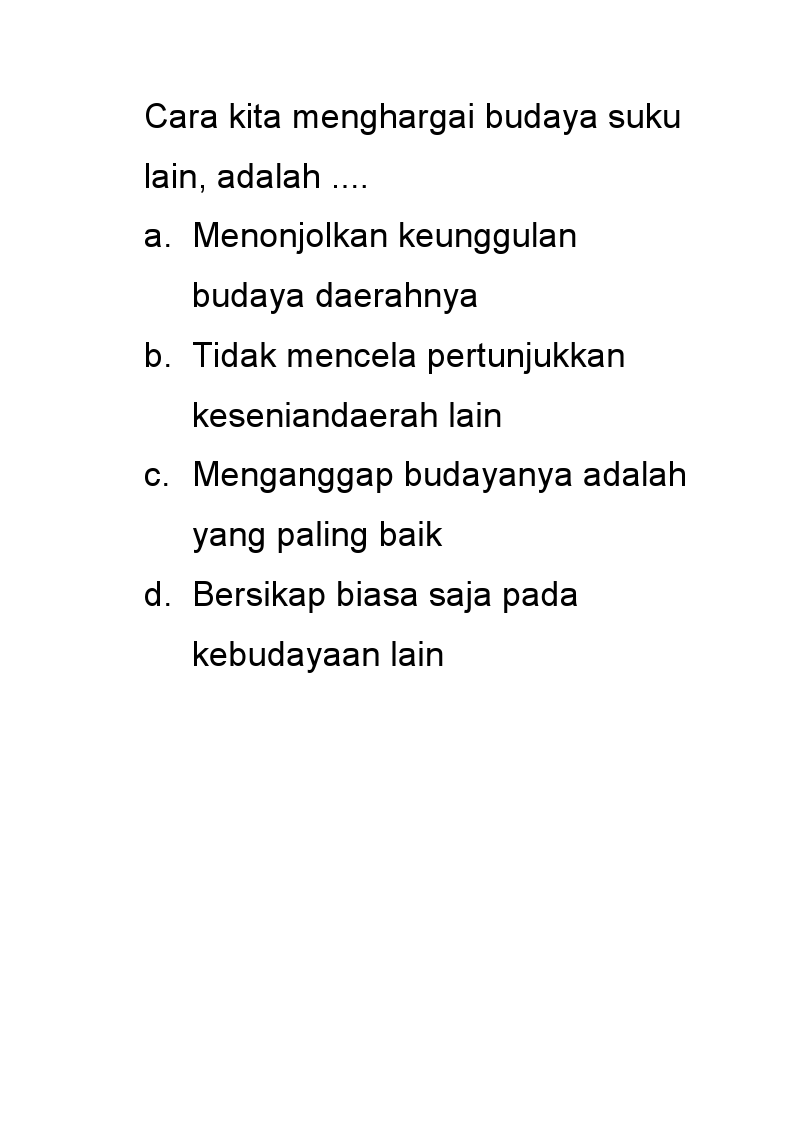 Cara kita menghargai budaya suku
lain, adalah ....
a. Menonjolkan keunggulan
budaya daerahnya
b. Tidak mencela pertunjukkan
keseniandaerah lain
c. Menganggap budayanya adalah
yang paling baik
d. Bersikap biasa saja pada
kebudayaan lain